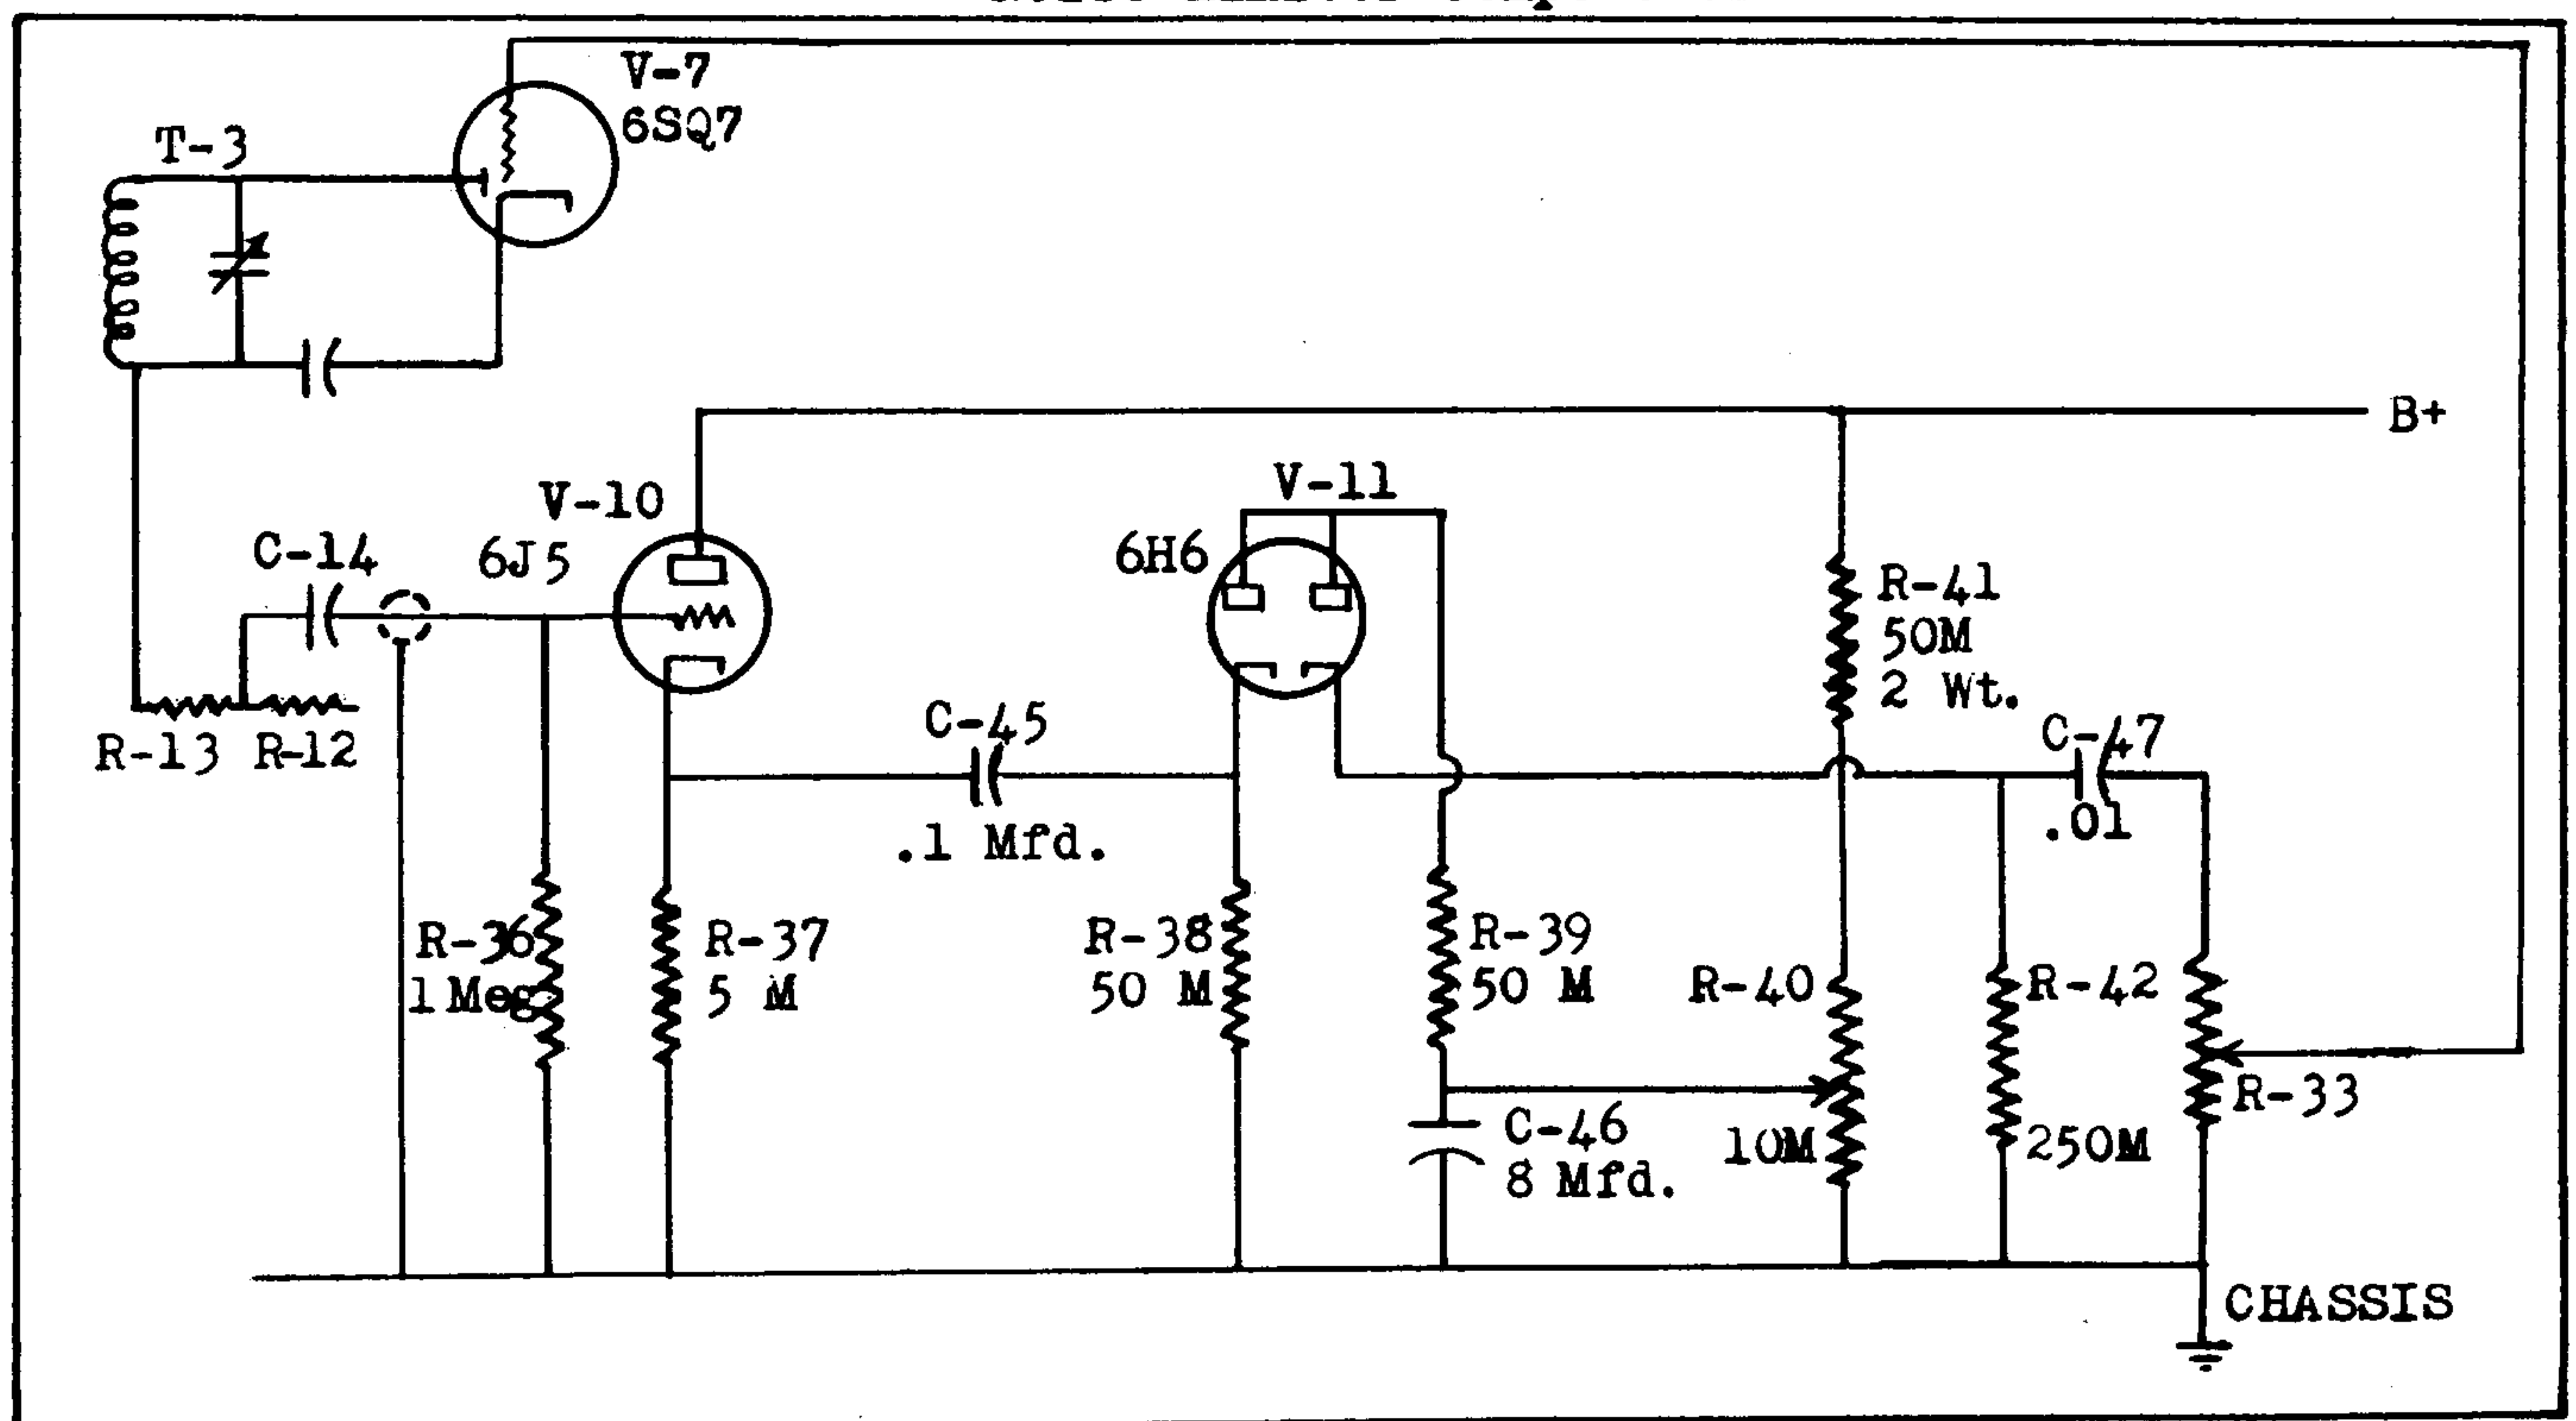 V-7
6SQ7
T-3
B+
V-10
V-11
C-14
6J5
6H6
R-41
50M
2 Wt.
C-45
C-47
R-13 R-12
.1 Mfd.
.01
R-36
1 Meg
R-37
5 M
R-38
50 M
R-39
50 M
R-40
10M
R-42
250M
R-33
C-46
8 Mfd.
CHASSIS